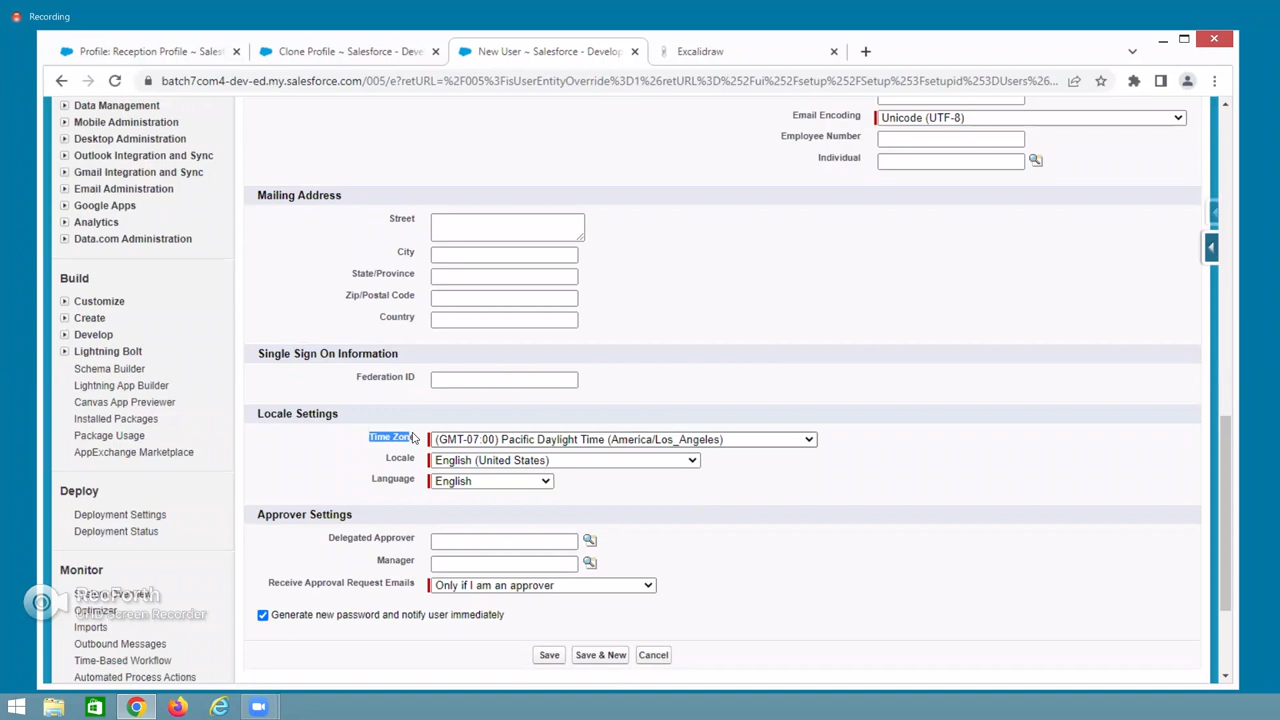 Recording
Profile: Reception Profile ~ Salesf
Clone Profile ~ Salesforce - Deve
New User ~ Salesforce - Develop
Excalidraw
batch7com4-dev-ed.my.salesforce.com/005/e?retURL=%2F005%3FisUserEntityOverride%3D1%26retURL%3D%252Fui%252Fsetup%252FSetup%253Fsetupid%253DUsers%26...
Data Management
Mobile Administration
Desktop Administration
Outlook Integration and Sync
Gmail Integration and Sync
Email Administration
Google Apps
Analytics
Data.com Administration
Build
Customize
Create
Develop
Lightning Bolt
Schema Builder
Lightning App Builder
Canvas App Previewer
Installed Packages
Package Usage
AppExchange Marketplace
Deploy
Deployment Settings
Deployment Status
Monitor
System Overview
Optimizer
Imports
Outbound Messages
Time-Based Workflow
Automated Process Actions
RecForth
Screen Recorder
Email Encoding
Unicode (UTF-8)
Employee Number
Individual
Mailing Address
Street
City
State/Province
Zip/Postal Code
Country
Single Sign On Information
Federation ID
Locale Settings
Time Zone
(GMT-07:00) Pacific Daylight Time (America/Los_Angeles)
Locale
English (United States)
Language
English
Approver Settings
Delegated Approver
Manager
Receive Approval Request Emails
Only if I am an approver
Generate new password and notify user immediately
Save
Save & New
Cancel